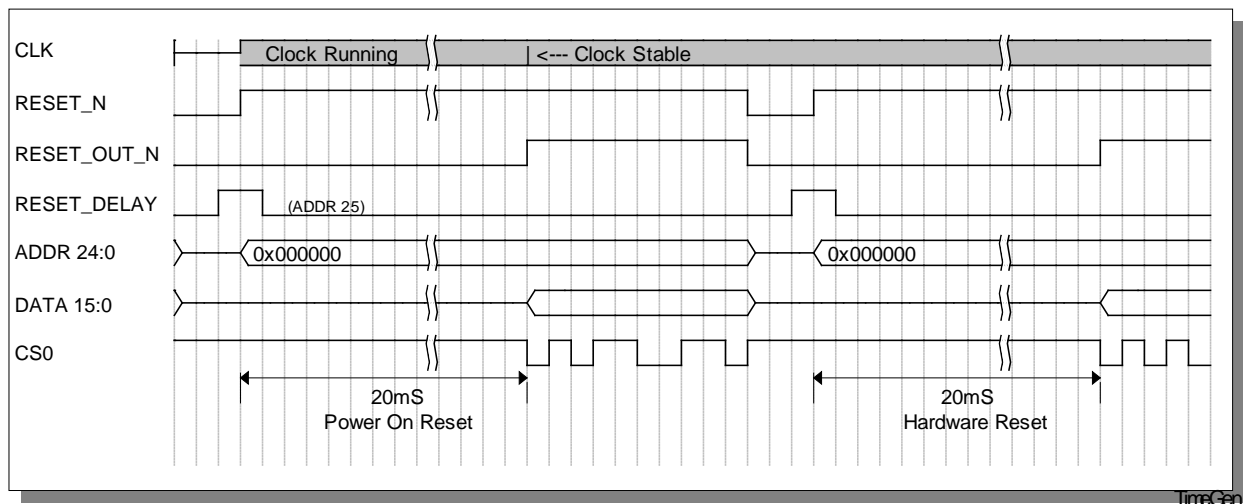 CLK
Clock Running
| <--- Clock Stable
RESET_N
RESET_OUT_N
RESET_DELAY
(ADDR 25)
ADDR 24:0
0x000000
0x000000
DATA 15:0
CS0
20mS
Power On Reset
20mS
Hardware Reset
TimeGen